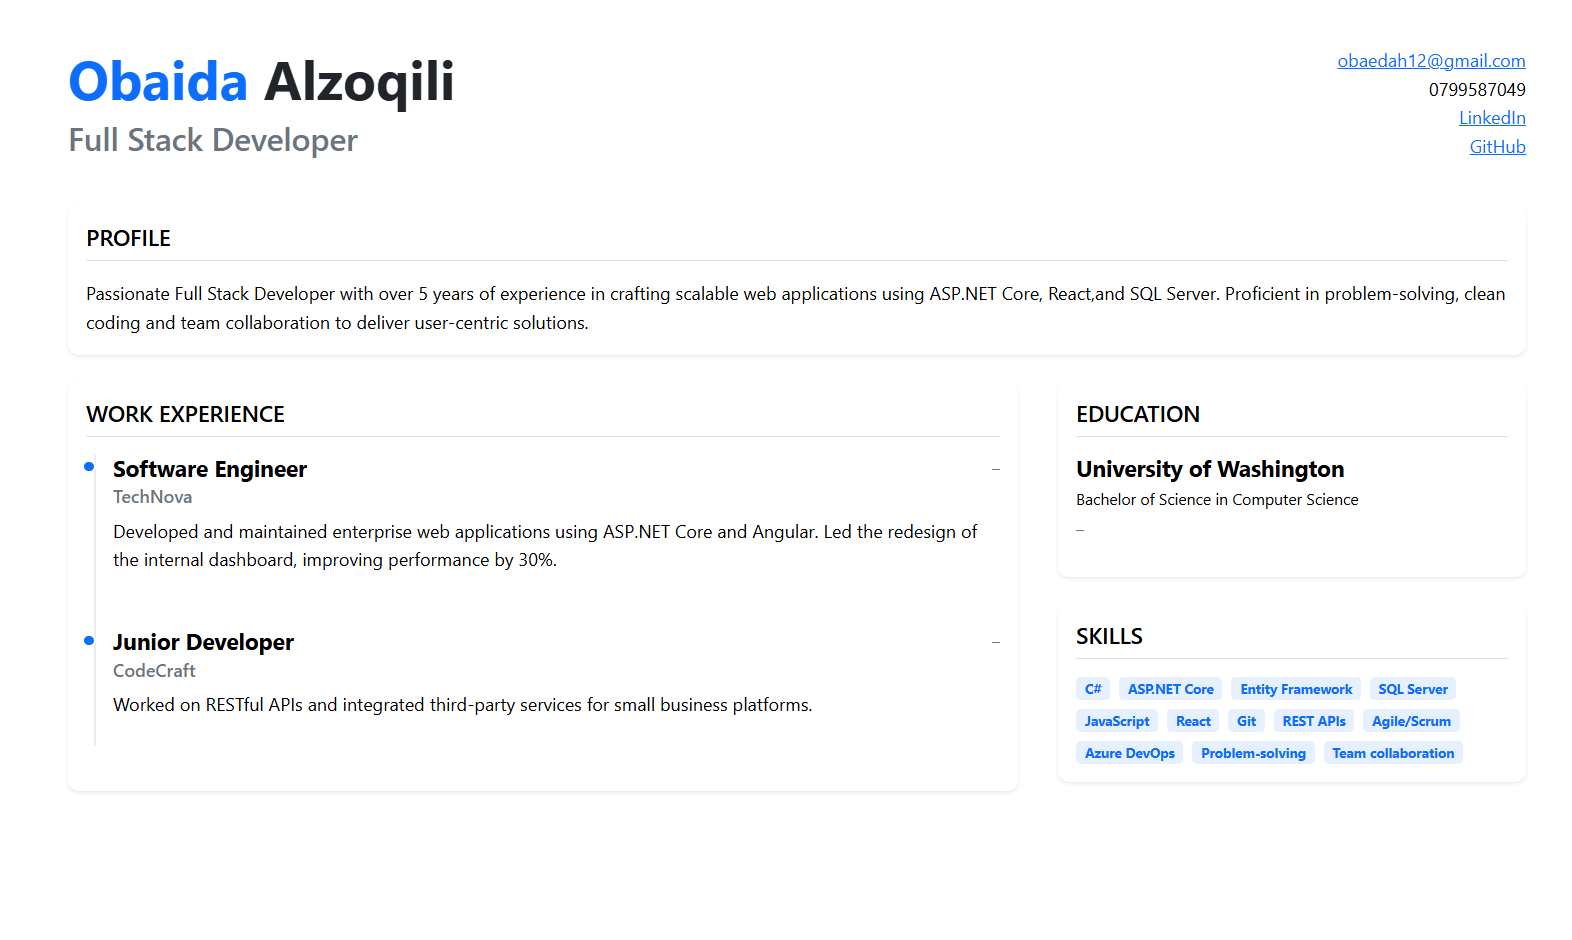 Obaida Alzoqili
Full Stack Developer
obaedah12@gmail.com
0799587049
LinkedIn
GitHub
PROFILE
Passionate Full Stack Developer with over 5 years of experience in crafting scalable web applications using ASP.NET Core, React,and SQL Server. Proficient in problem-solving, clean
coding and team collaboration to deliver user-centric solutions.
WORK EXPERIENCE
Software Engineer –
TechNova
Developed and maintained enterprise web applications using ASP.NET Core and Angular. Led the redesign of
the internal dashboard, improving performance by 30%.
Junior Developer –
CodeCraft
Worked on RESTful APIs and integrated third-party services for small business platforms.
EDUCATION
University of Washington
Bachelor of Science in Computer Science
–
SKILLS
C# ASP.NET Core Entity Framework SQL Server
JavaScript React Git REST APIs Agile/Scrum
Azure DevOps Problem-solving Team collaboration